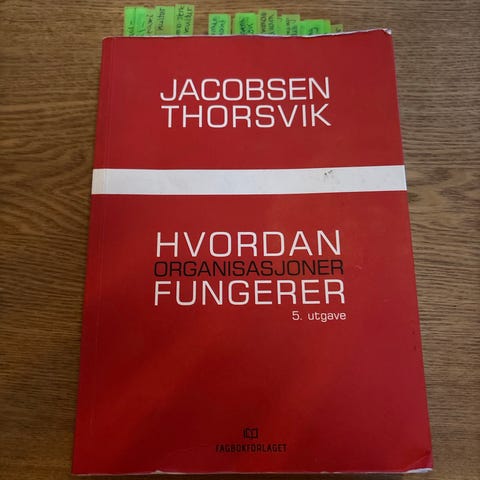 JACOBSEN
THORSVIK
HVORDAN
ORGANISASJONER
FUNGERER
5. utgave
FAGBOKFORLAGET